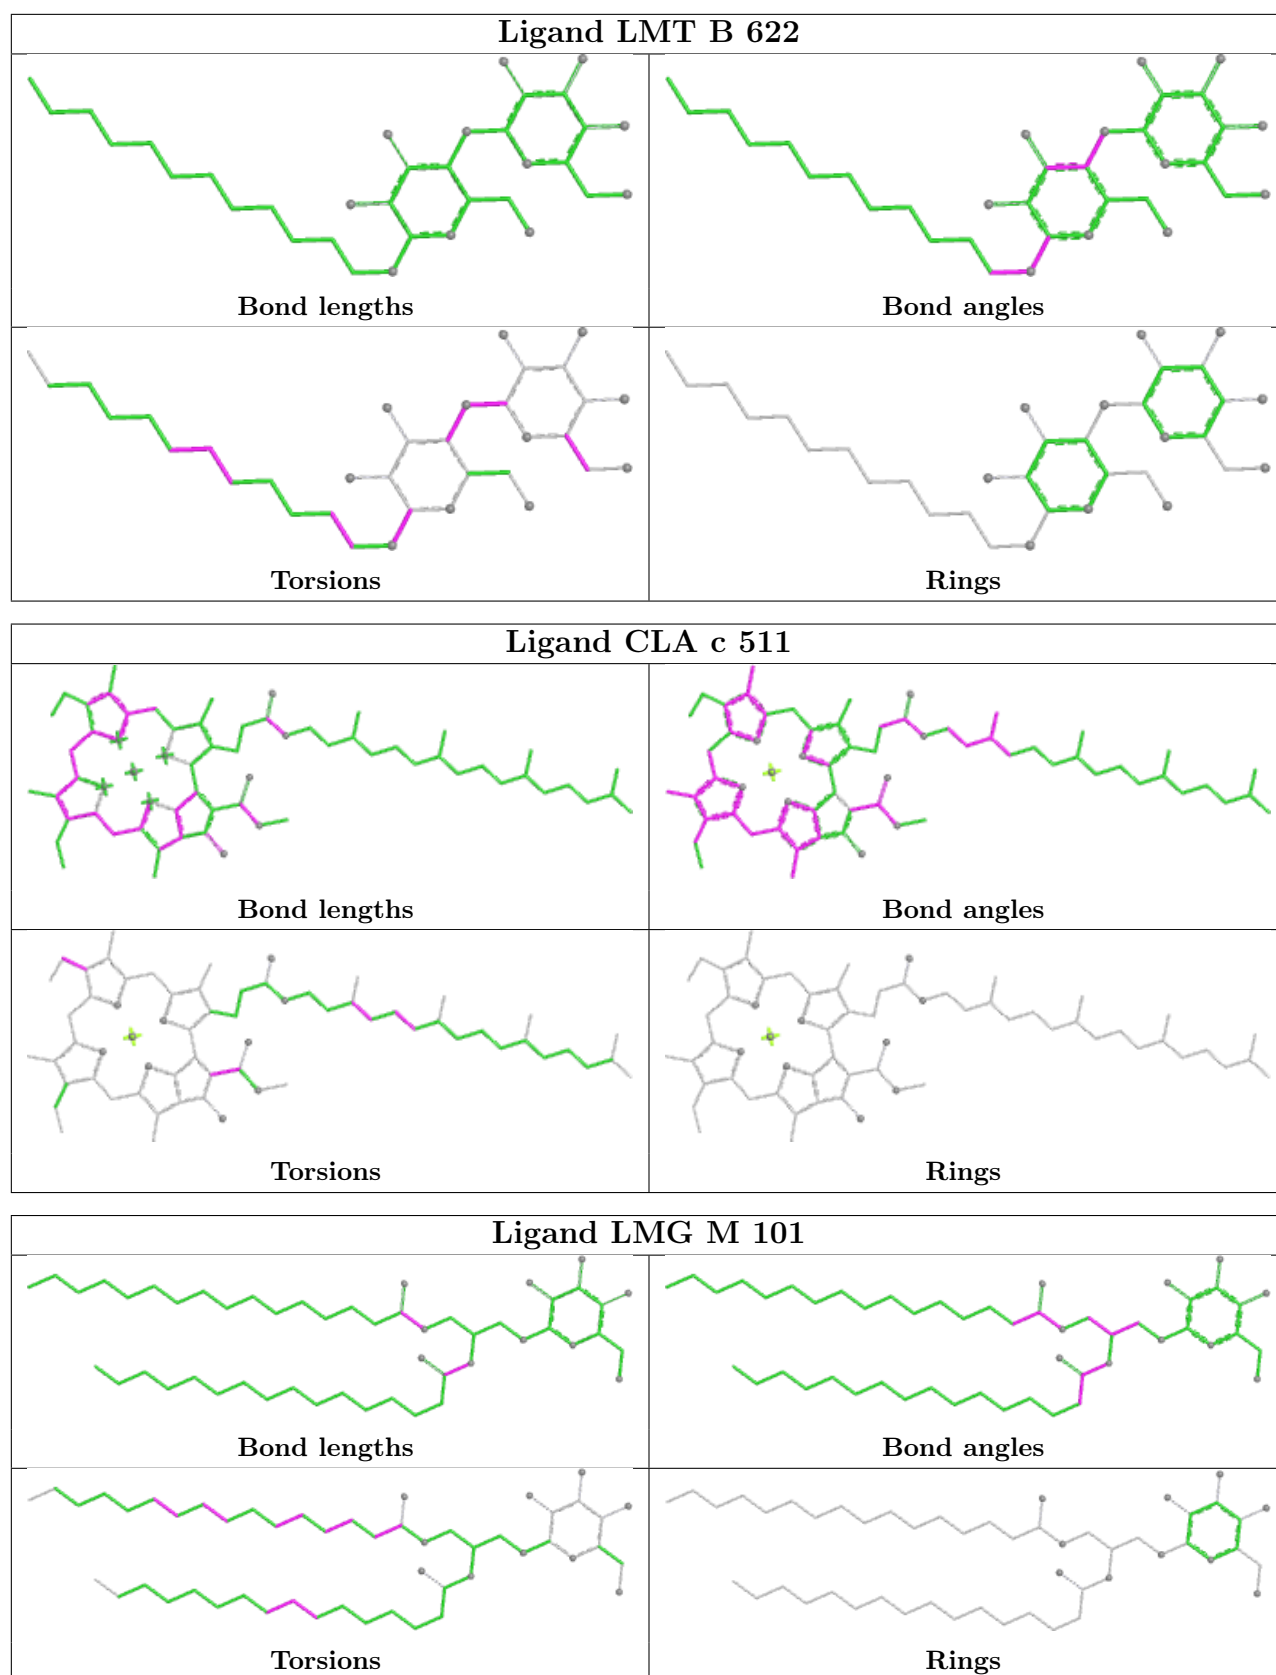 Ligand LMT B 622
Bond lengths
Bond angles
Torsions
Rings
Ligand CLA c 511
Bond lengths
Bond angles
Torsions
Rings
Ligand LMG M 101
Bond lengths
Bond angles
Torsions
Rings